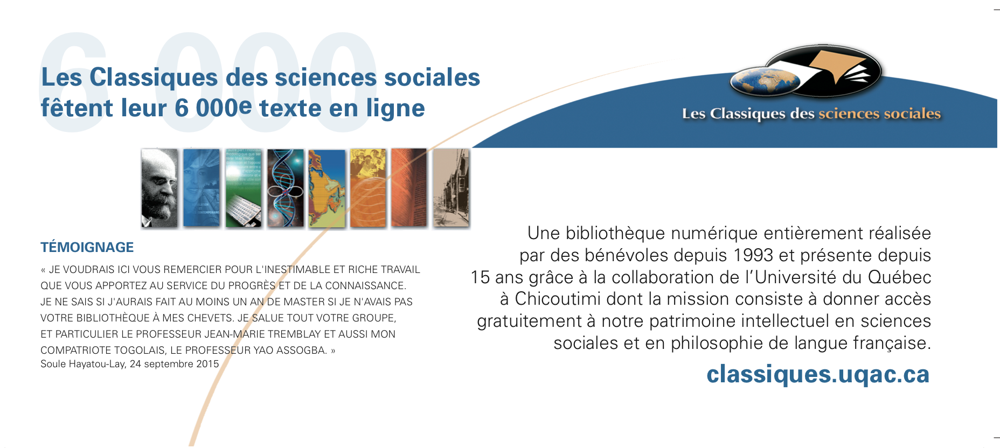 6 000
Les Classiques des sciences sociales
fêtent leur 6 000e texte en ligne
Les Classiques des sciences sociales
TÉMOIGNAGE
« JE VOUDRAIS ICI VOUS REMERCIER POUR L'INESTIMABLE ET RICHE TRAVAIL
QUE VOUS APPORTEZ AU SERVICE DU PROGRÈS ET DE LA CONNAISSANCE.
JE NE SAIS SI J'AURAIS FAIT AU MOINS UN AN DE MASTER SI JE N'AVAIS PAS
VOTRE BIBLIOTHÈQUE À MES CHEVETS. JE SALUE TOUT VOTRE GROUPE,
ET PARTICULIER LE PROFESSEUR JEAN-MARIE TREMBLAY ET AUSSI MON
COMPATRIOTE TOGOLAIS, LE PROFESSEUR YAO ASSOGBA. »
Soule Hayatou-Lay, 24 septembre 2015
Une bibliothèque numérique entièrement réalisée
par des bénévoles depuis 1993 et présente depuis
15 ans grâce à la collaboration de l’Université du Québec
à Chicoutimi dont la mission consiste à donner accès
gratuitement à notre patrimoine intellectuel en sciences
sociales et en philosophie de langue française.
classiques.uqac.ca